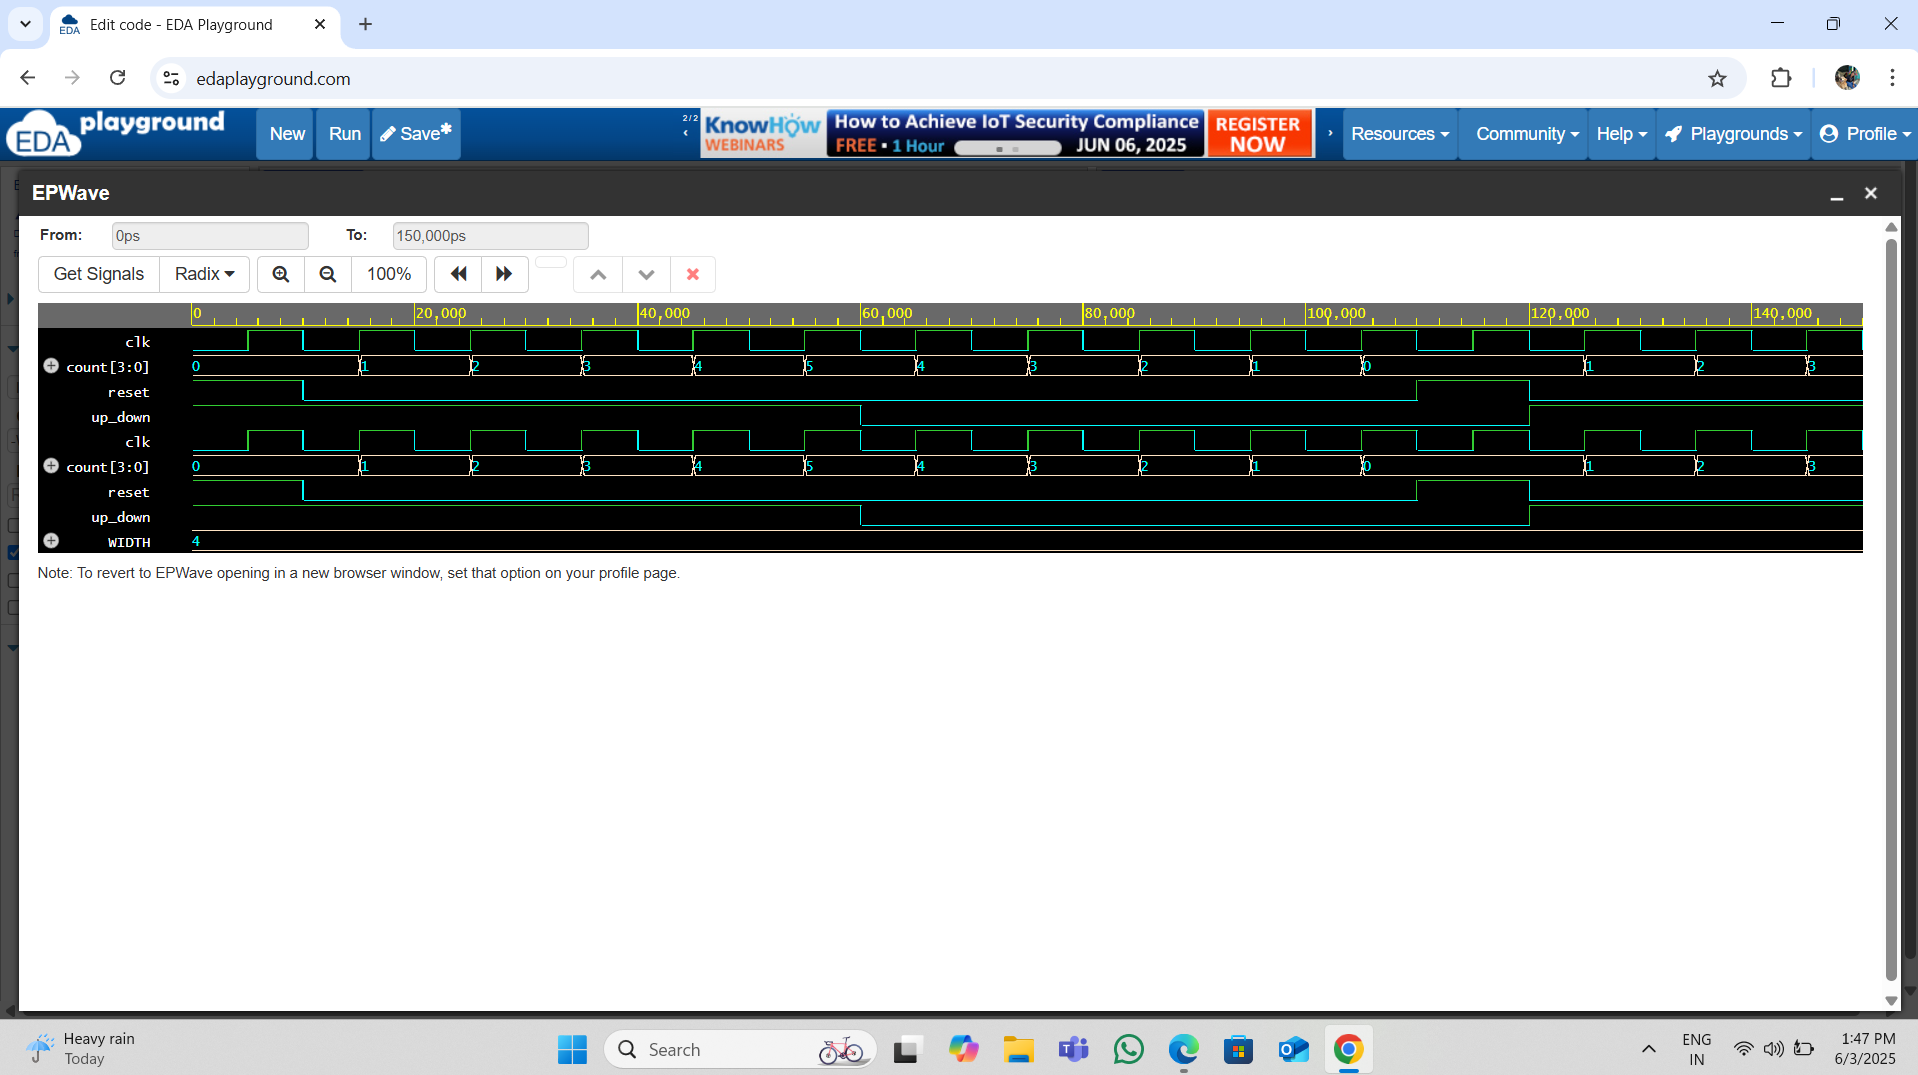 Edit code - EDA Playground
edaplayground.com
EDA playground
New
Run
Save*
2/2
KnowHow
WEBINARS
How to Achieve IoT Security Compliance
FREE • 1 Hour
JUN 06, 2025
REGISTER
NOW
Resources
Community
Help
Playgrounds
Profile
EPWave
From:
0ps
To:
150,000ps
Get Signals
Radix
100%
0 20,000 40,000 60,000 80,000 100,000 120,000 140,000
clk
count[3:0] 0 1 2 3 4 5 4 3 2 1 0 1 2 3
reset
up_down
clk
count[3:0] 0 1 2 3 4 5 4 3 2 1 0 1 2 3
reset
up_down
WIDTH 4
Note: To revert to EPWave opening in a new browser window, set that option on your profile page.
Heavy rain
Today
Search
ENG
IN
1:47 PM
6/3/2025